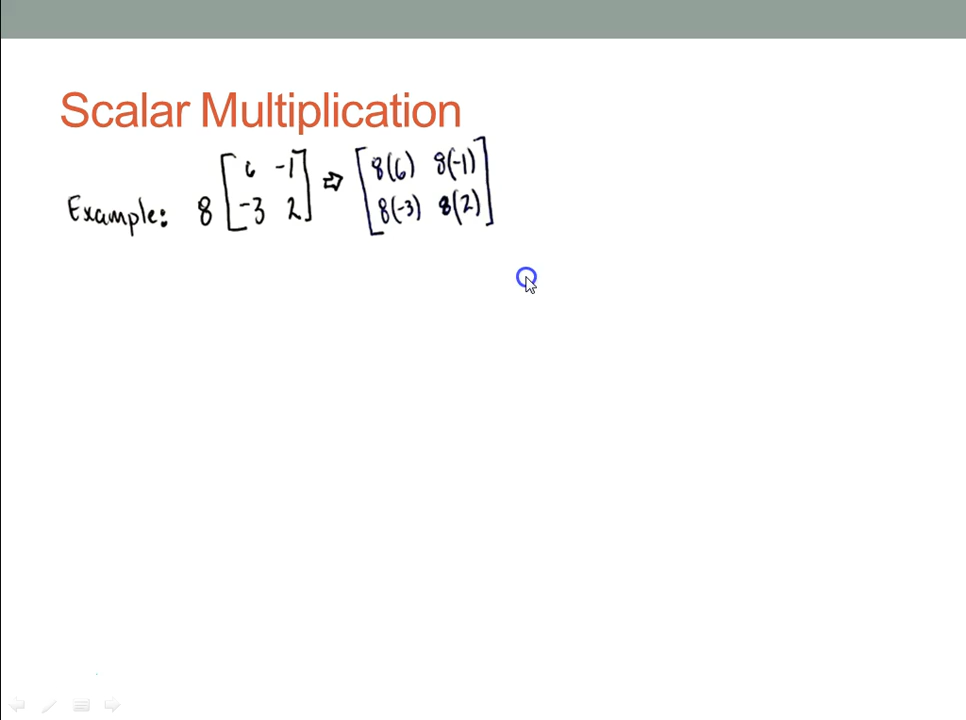 Scalar Multiplication
Example: 8 [6 -1] ⇒ [8(6) 8(-1)]
[-3 2] [8(-3) 8(2)]